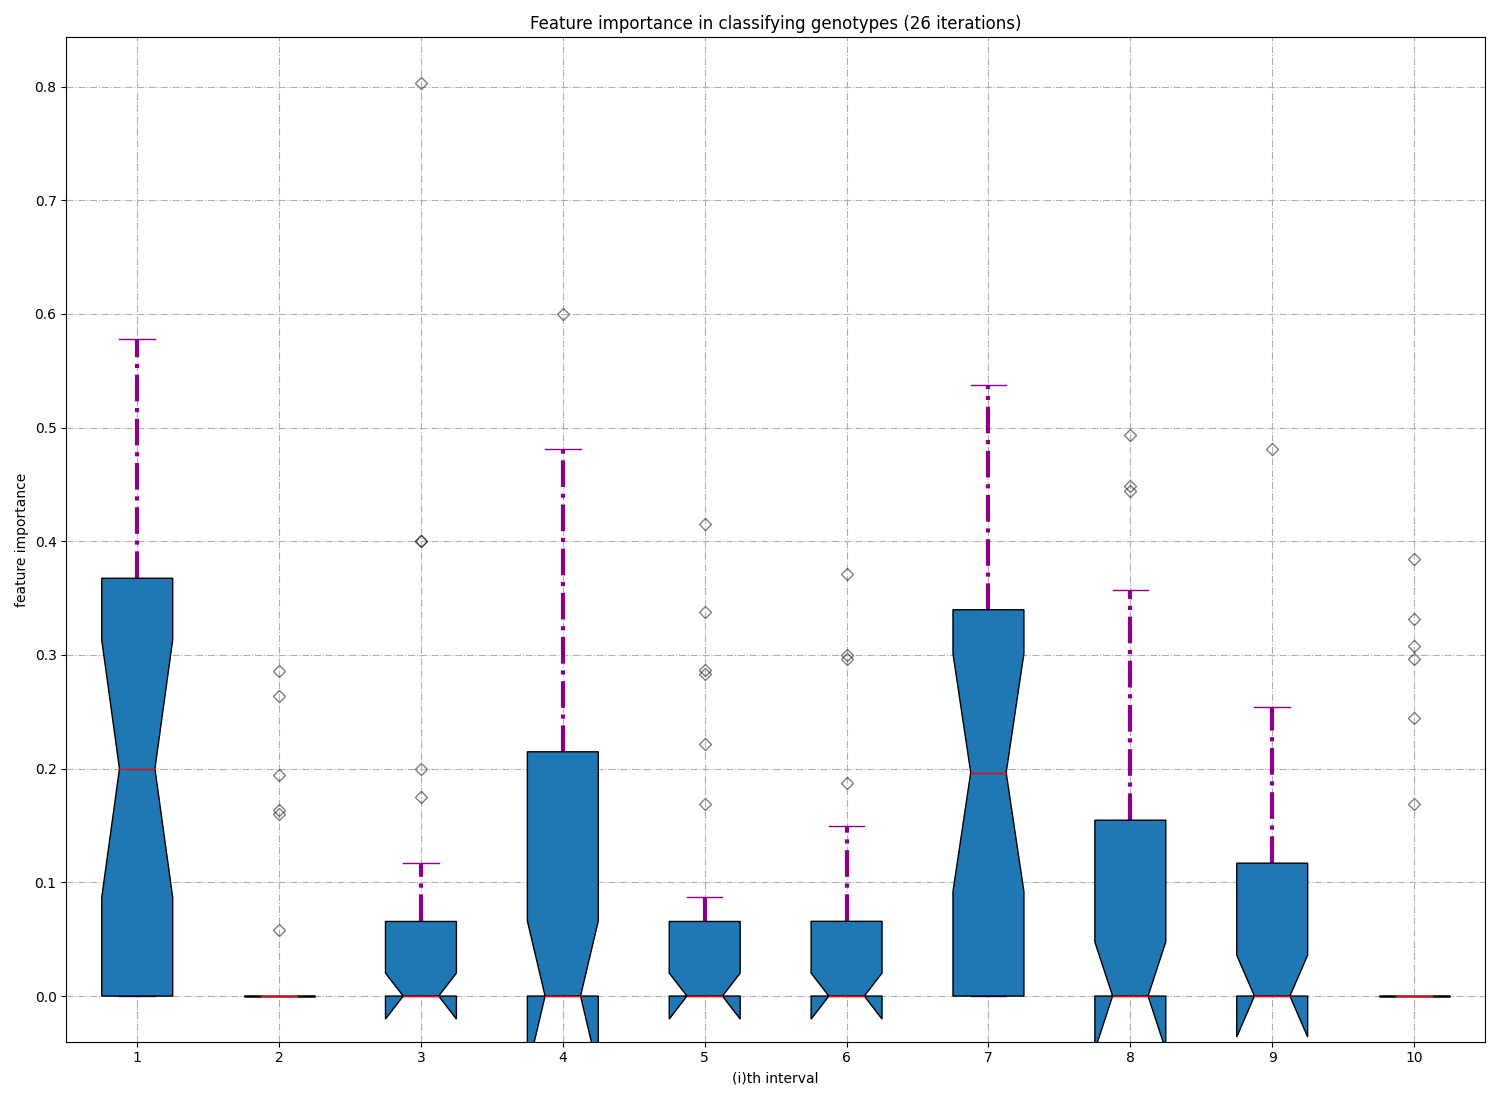 Feature importance in classifying genotypes (26 iterations)
0.8
0.7
0.6
0.5
0.4
0.3
0.2
0.1
0.0
feature importance
1 2 3 4 5 6 7 8 9 10
(i)th interval